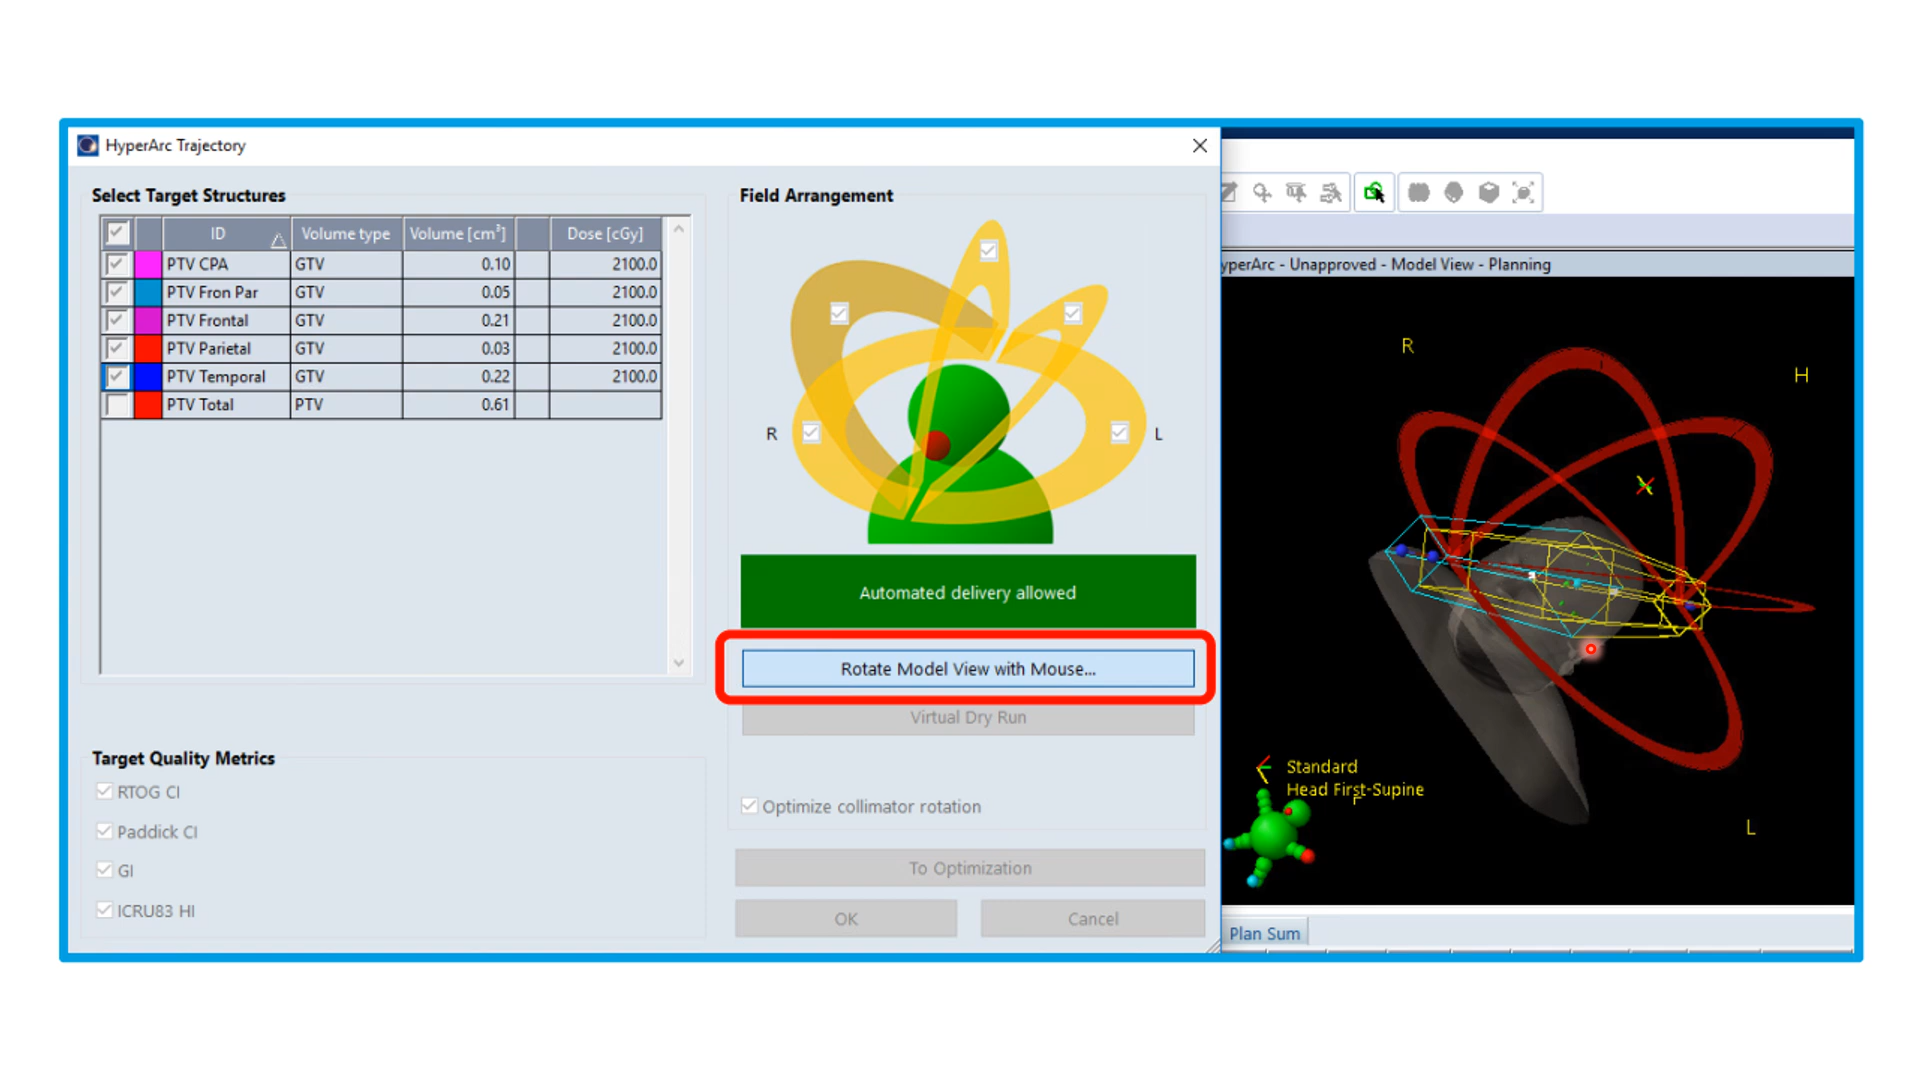 HyperArc Trajectory
Select Target Structures
ID Volume type Volume [cm³] Dose [cGy]
PTV CPA GTV 0.10 2100.0
PTV Fron Par GTV 0.05 2100.0
PTV Frontal GTV 0.21 2100.0
PTV Parietal GTV 0.03 2100.0
PTV Temporal GTV 0.22 2100.0
PTV Total PTV 0.61
Target Quality Metrics
RTOG CI
Paddick CI
GI
ICRU83 HI
Field Arrangement
R L
Automated delivery allowed
Rotate Model View with Mouse...
Virtual Dry Run
Optimize collimator rotation
To Optimization
OK Cancel
yperArc - Unapproved - Model View - Planning
R
H
Standard
Head First-Supine
F
L
Plan Sum